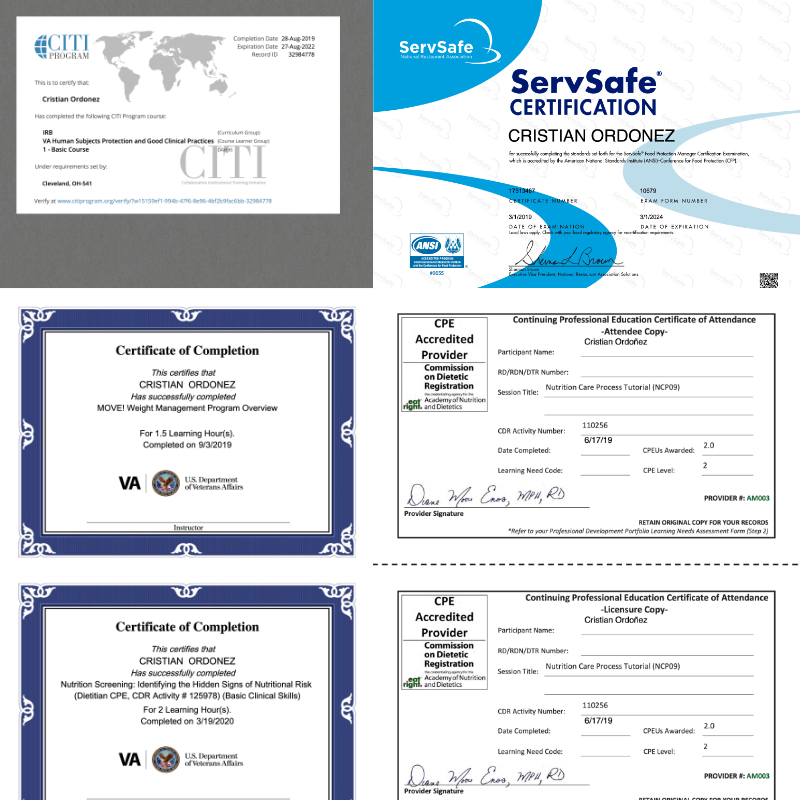 CITI
PROGRAM
Completion Date 28-Aug-2019
Expiration Date 27-Aug-2022
Record ID 32984778
This is to certify that:
Cristian Ordonez
Has completed the following CITI Program course:
IRB (Curriculum Group)
VA Human Subjects Protection and Good Clinical Practices (Course Learner Group)
1 - Basic Course
Under requirements set by:
CITI
Collaborative Institutional Training Initiative
Cleveland, OH-541
Verify at www.citiprogram.org/verify/?w15159ef1-994b-47f6-8e96-4bf2b9fac6bb-32984778
ServSafe
National Restaurant Association
ServSafe®
CERTIFICATION
CRISTIAN ORDONEZ
for successfully completing the standards set forth for the ServSafe® Food Protection Manager Certification Examination,
which is accredited by the American National Standards Institute (ANSI)-Conference for Food Protection (CFP).
17513467 10679
CERTIFICATE NUMBER EXAM FORM NUMBER
3/1/2019 3/1/2024
DATE OF EXAMINATION DATE OF EXPIRATION
Local laws apply. Check with your local regulatory agency for recertification requirements.
ANSI
#0655
Sherman Brown
Executive Vice President, National Restaurant Association Solutions
Certificate of Completion
This certifies that
CRISTIAN ORDONEZ
Has successfully completed
MOVE! Weight Management Program Overview
For 1.5 Learning Hour(s).
Completed on 9/3/2019
VA U.S. Department
of Veterans Affairs
Instructor
CPE
Accredited
Provider
Commission
on Dietetic
Registration
the credentialing agency for the
eat right. Academy of Nutrition
and Dietetics
Continuing Professional Education Certificate of Attendance
-Attendee Copy-
Cristian Ordoñez
Participant Name:
RD/RDN/DTR Number:
Session Title: Nutrition Care Process Tutorial (NCP09)
CDR Activity Number: 110256
Date Completed: 6/17/19 CPEUs Awarded: 2.0
Learning Need Code: CPE Level: 2
Diane Moore Enos, MPH, RD
Provider Signature
PROVIDER #: AM003
RETAIN ORIGINAL COPY FOR YOUR RECORDS
*Refer to your Professional Development Portfolio Learning Needs Assessment Form (Step 2)
Certificate of Completion
This certifies that
CRISTIAN ORDONEZ
Has successfully completed
Nutrition Screening: Identifying the Hidden Signs of Nutritional Risk
(Dietitian CPE, CDR Activity # 125978) (Basic Clinical Skills)
For 2 Learning Hour(s).
Completed on 3/19/2020
VA U.S. Department
of Veterans Affairs
CPE
Accredited
Provider
Commission
on Dietetic
Registration
the credentialing agency for the
eat right. Academy of Nutrition
and Dietetics
Continuing Professional Education Certificate of Attendance
-Licensure Copy-
Cristian Ordoñez
Participant Name:
RD/RDN/DTR Number:
Session Title: Nutrition Care Process Tutorial (NCP09)
CDR Activity Number: 110256
Date Completed: 6/17/19 CPEUs Awarded: 2.0
Learning Need Code: CPE Level: 2
Diane Moore Enos, MPH, RD
Provider Signature
PROVIDER #: AM003
RETAIN ORIGINAL COPY FOR YOUR RECORDS